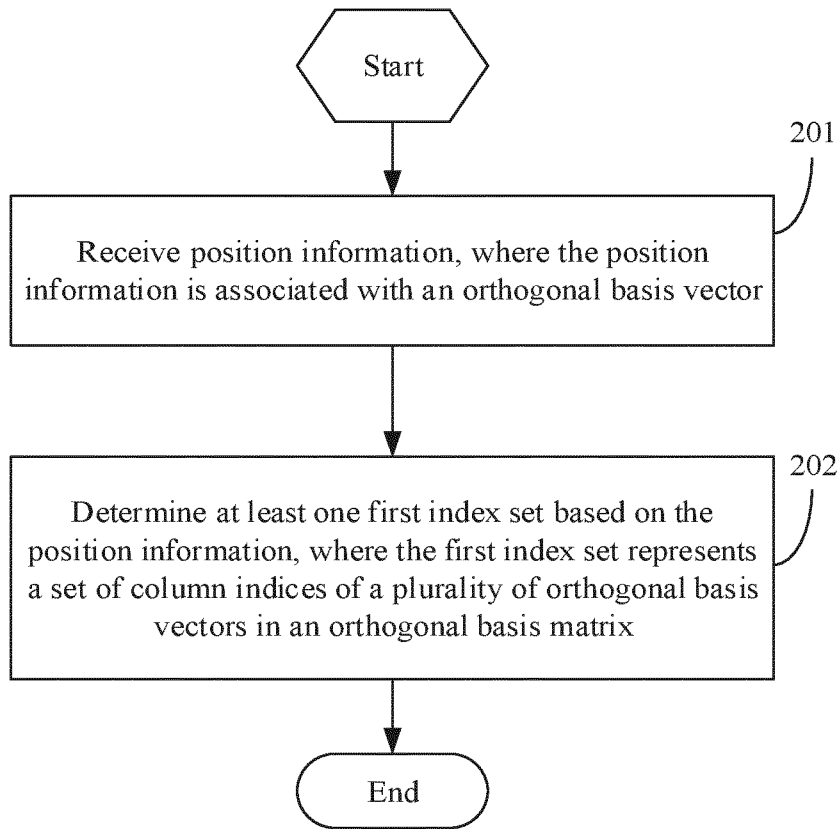 Start
201
Receive position information, where the position
information is associated with an orthogonal basis vector
202
Determine at least one first index set based on the
position information, where the first index set represents
a set of column indices of a plurality of orthogonal basis
vectors in an orthogonal basis matrix
End